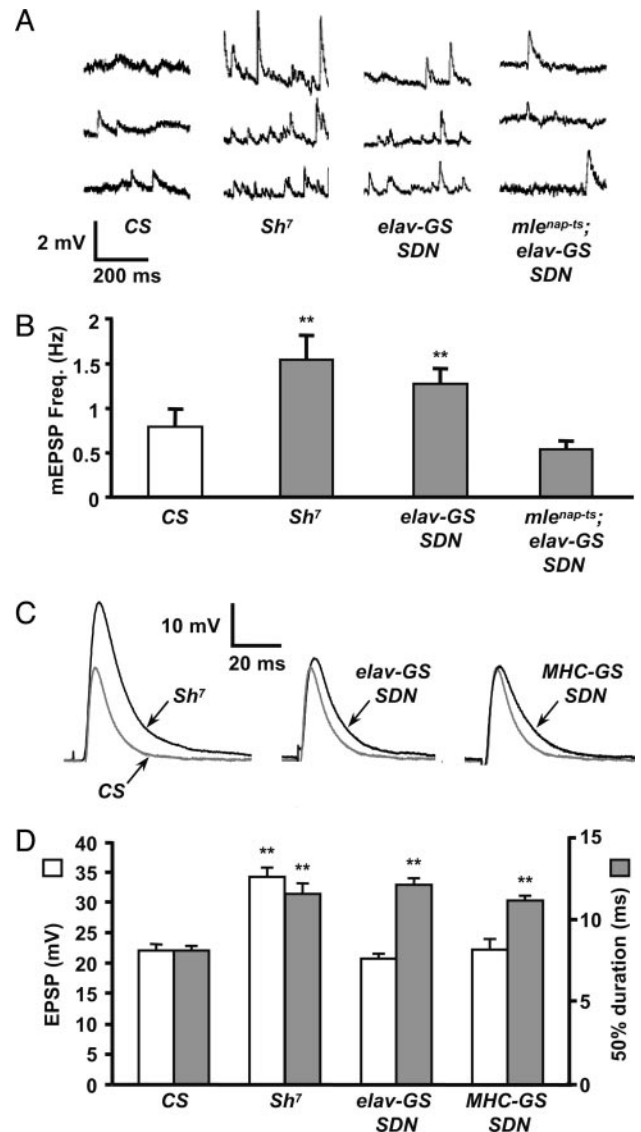 A
CS
Sh⁷
elav-GS
SDN
mleⁿᵃᵖ⁻ᵗˢ;
elav-GS
SDN
2 mV
200 ms
B
mEPSP Freq. (Hz)
2
1.5
1
0.5
0
**
**
CS
Sh⁷
elav-GS
SDN
mleⁿᵃᵖ⁻ᵗˢ;
elav-GS
SDN
C
10 mV
20 ms
Sh⁷
CS
elav-GS
SDN
MHC-GS
SDN
D
EPSP (mV)
40
35
30
25
20
15
10
5
0
** **
**
**
15
10
5
0
50% duration (ms)
CS
Sh⁷
elav-GS
SDN
MHC-GS
SDN